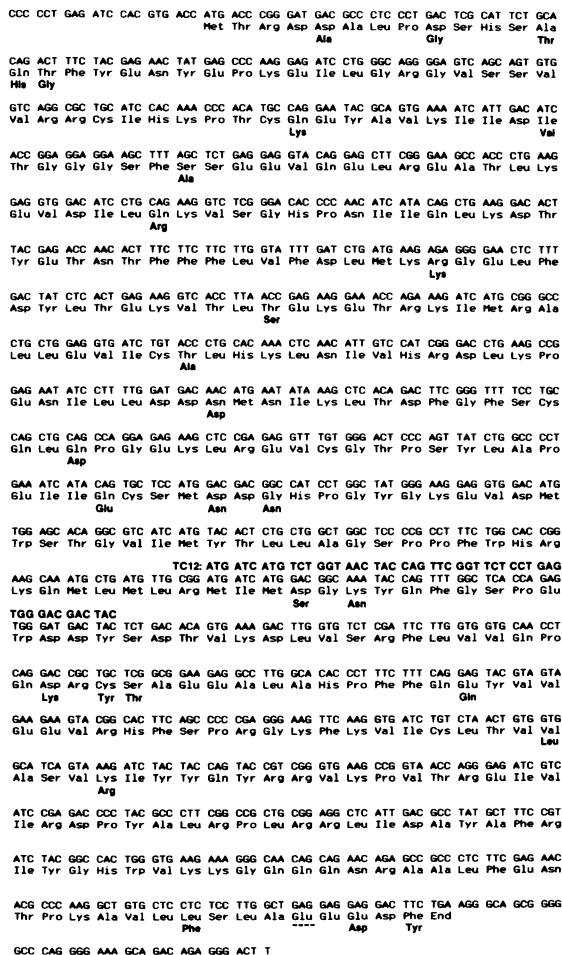 CCC CCT GAG ATC CAC GTG ACC ATG ACC CGG GAT GAC GCC CTC CCT GAC TCG CAT TCT GCA
Met Thr Arg Asp Asp Ala Leu Pro Asp Ser His Ser Ala
Ala Gly Thr
CAG ACT TTC TAC GAG AAC TAT GAG CCC AAG GAG ATC CTG GGC AGG GGA GTC AGC AGT GTG
Gln Thr Phe Tyr Glu Asn Tyr Glu Pro Lys Glu Ile Leu Gly Arg Gly Val Ser Ser Val
His Gly
GTC AGG CGC TGC ATC CAC AAA CCC ACA TGC CAG GAA TAC GCA GTG AAA ATC ATT GAC ATC
Val Arg Arg Cys Ile His Lys Pro Thr Cys Gln Glu Tyr Ala Val Lys Ile Ile Asp Ile
Lys Val
ACC GGA GGA GGA AGC TTT AGC TCT GAG GAG GTA CAG GAG CTT CGG GAA GCC ACC CTG AAG
Thr Gly Gly Gly Ser Phe Ser Ser Glu Glu Val Gln Glu Leu Arg Glu Ala Thr Leu Lys
Ala
GAG GTG GAC ATC CTG CAG AAG GTC TCG GGA CAC CCC AAC ATC ATA CAG CTG AAG GAC ACT
Glu Val Asp Ile Leu Gln Lys Val Ser Gly His Pro Asn Ile Ile Gln Leu Lys Asp Thr
Arg
TAC GAG ACC AAC ACT TTC TTC TTC TTG GTA TTT GAT CTG ATG AAG AGA GGG GAA CTC TTT
Tyr Glu Thr Asn Thr Phe Phe Phe Leu Val Phe Asp Leu Met Lys Arg Gly Glu Leu Phe
Lys
GAC TAT CTC ACT GAG AAG GTC ACC TTA ACC GAG AAG GAA ACC AGA AAG ATC ATG CGG GCC
Asp Tyr Leu Thr Glu Lys Val Thr Leu Thr Glu Lys Glu Thr Arg Lys Ile Met Arg Ala
Ser
CTG CTG GAG GTG ATC TGT ACC CTG CAC AAA CTC AAC ATT GTC CAT CGG GAC CTG AAG CCG
Leu Leu Glu Val Ile Cys Thr Leu His Lys Leu Asn Ile Val His Arg Asp Leu Lys Pro
Ala
GAG AAT ATC CTT TTG GAT GAC AAC ATG AAT ATA AAG CTC ACA GAC TTC GGG TTT TCC TGC
Glu Asn Ile Leu Leu Asp Asp Asn Met Asn Ile Lys Leu Thr Asp Phe Gly Phe Ser Cys
Asp
CAG CTG CAG CCA GGA GAG AAG CTC CGA GAG GTT TGT GGG ACT CCC AGT TAT CTG GCC CCT
Gln Leu Gln Pro Gly Glu Lys Leu Arg Glu Val Cys Gly Thr Pro Ser Tyr Leu Ala Pro
Asp
GAA ATC ATA CAG TGC TCC ATG GAC GAC GGC CAT CCT GGC TAT GGG AAG GAG GTG GAC ATG
Glu Ile Ile Gln Cys Ser Met Asp Asp Gly His Pro Gly Tyr Gly Lys Glu Val Asp Met
Glu Asn Asn
TGG AGC ACA GGC GTC ATC ATG TAC ACT CTG CTG GCT GGC TCC CCG CCT TTC TGG CAC CGG
Trp Ser Thr Gly Val Ile Met Tyr Thr Leu Leu Ala Gly Ser Pro Pro Phe Trp His Arg
TC12: ATG ATC ATG TCT GGT AAC TAC CAG TTC GGT TCT CCT GAG
AAG CAA ATG CTG ATG TTG CGG ATG ATC ATG GAC GGC AAA TAC CAG TTT GGC TCA CCA GAG
Lys Gln Met Leu Met Leu Arg Met Ile Met Asp Gly Lys Tyr Gln Phe Gly Ser Pro Glu
Ser Asn
TGG GAC GAC TAC
TGG GAT GAC TAC TCT GAC ACA GTG AAA GAC TTG GTG TCT CGA TTC TTG GTG GTG CAA CCT
Trp Asp Asp Tyr Ser Asp Thr Val Lys Asp Leu Val Ser Arg Phe Leu Val Val Gln Pro
CAG GAC CGC TGC TCG GCG GAA GAG GCC TTG GCA CAC CCT TTC TTT CAG GAG TAC GTA GTA
Gln Asp Arg Cys Ser Ala Glu Glu Ala Leu Ala His Pro Phe Phe Gln Glu Tyr Val Val
Lys Tyr Thr Gln
GAA GAA GTA CGG CAC TTC AGC CCC CGA GGG AAG TTC AAG GTG ATC TGT CTA ACT GTG GTG
Glu Glu Val Arg His Phe Ser Pro Arg Gly Lys Phe Lys Val Ile Cys Leu Thr Val Val
Leu
GCA TCA GTA AAG ATC TAC TAC CAG TAC CGT CGG GTG AAG CCG GTA ACC AGG GAG ATC GTC
Ala Ser Val Lys Ile Tyr Tyr Gln Tyr Arg Arg Val Lys Pro Val Thr Arg Glu Ile Val
Arg
ATC CGA GAC CCC TAC GCC CTT CGG CCG CTG CGG AGG CTC ATT GAC GCC TAT GCT TTC CGT
Ile Arg Asp Pro Tyr Ala Leu Arg Pro Leu Arg Arg Leu Ile Asp Ala Tyr Ala Phe Arg
ATC TAC GGC CAC TGG GTG AAG AAA GGG CAA CAG CAG AAC AGA GCC GCC CTC TTC GAG AAC
Ile Tyr Gly His Trp Val Lys Lys Gly Gln Gln Gln Asn Arg Ala Ala Leu Phe Glu Asn
ACG CCC AAG GCT GTG CTC CTC TCC TTG GCT GAG GAG GAG GAC TTC TGA AGG GCA GCG GGG
Thr Pro Lys Ala Val Leu Leu Ser Leu Ala Glu Glu Glu Asp Phe End
Phe ---- Asp Tyr
GCC CAG GGG AAA GCA GAC AGA GGG ACT T